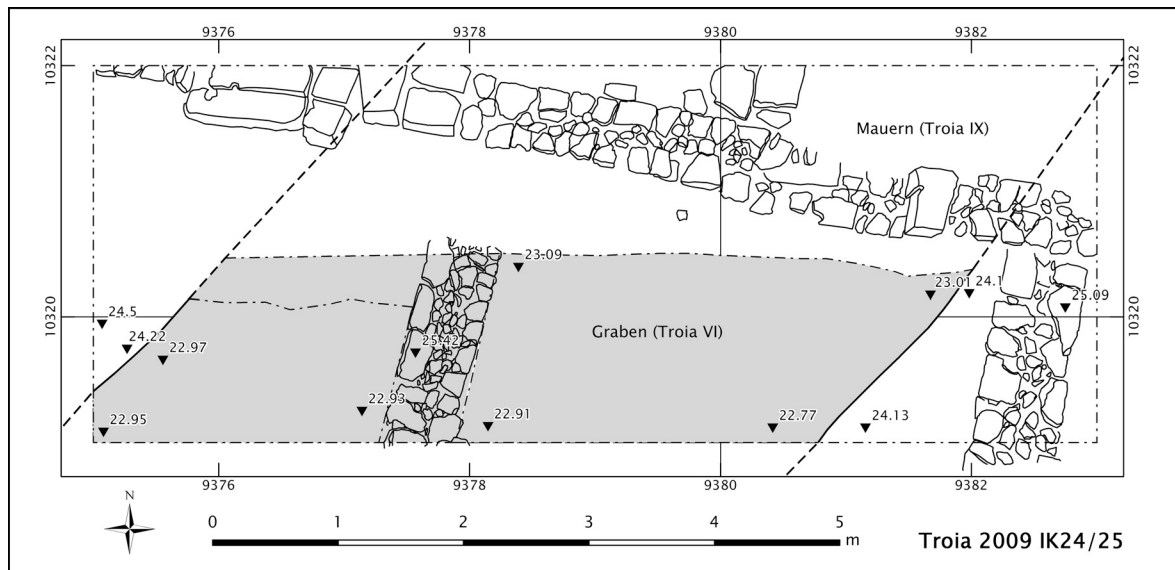 9376 9378 9380 9382
10322 10322
Mauern (Troia IX)
23.09
23.01 24.1
25.09
24.5
10320 10320
Graben (Troia VI)
24.22
22.97
25.42
22.93
22.95 22.91 22.77 24.13
9376 9378 9380 9382
N
0 1 2 3 4 5
m
Troia 2009 IK24/25